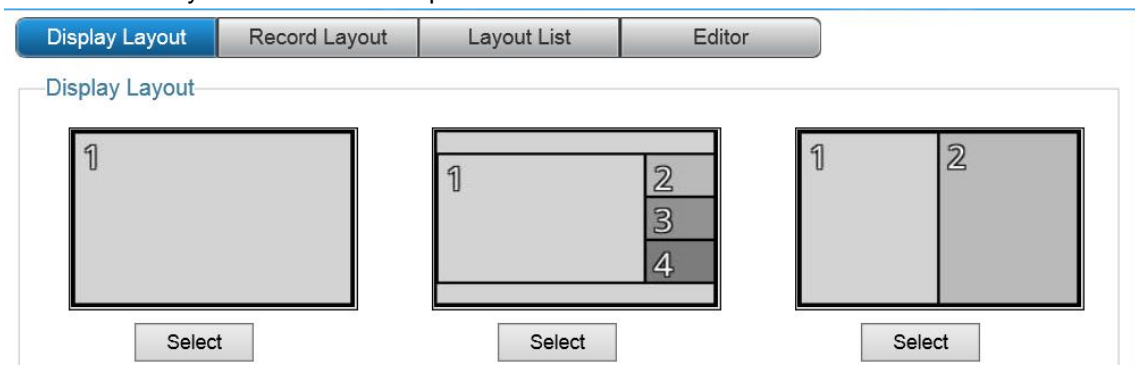 Display Layout Record Layout Layout List Editor
Display Layout
1 1 2 1 2
3
4
Select Select Select